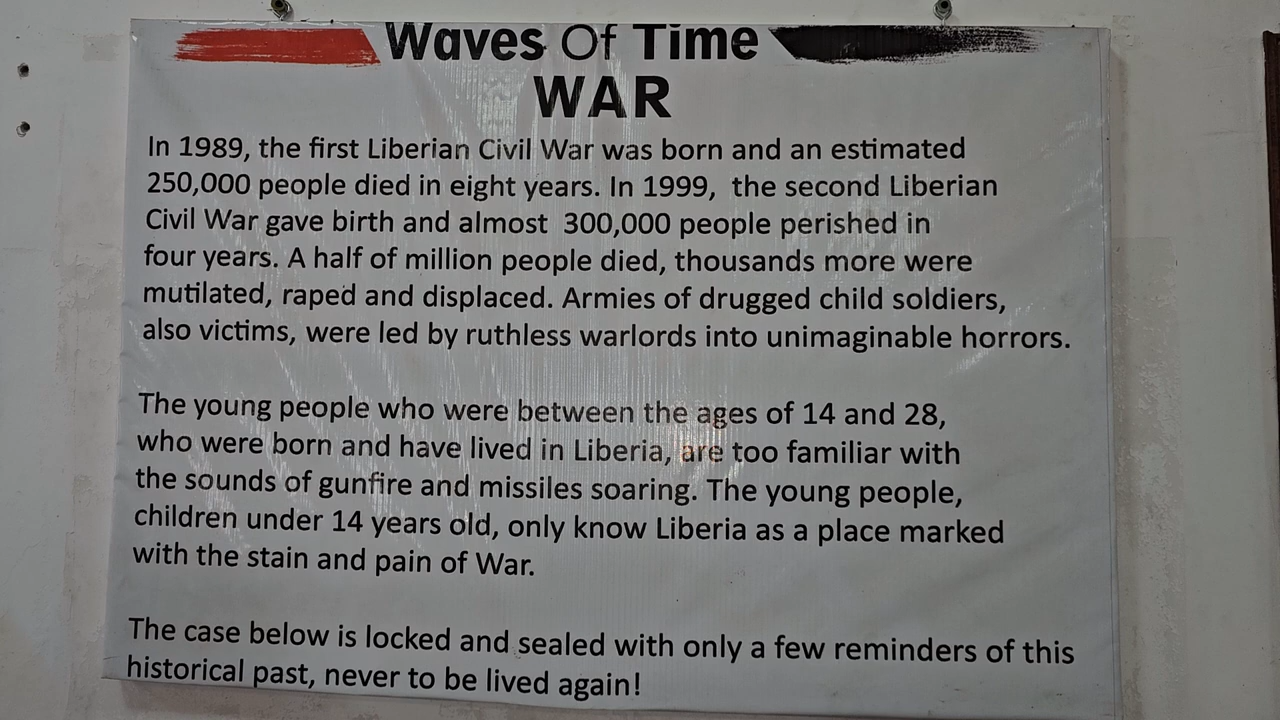 Waves Of Time
WAR
In 1989, the first Liberian Civil War was born and an estimated
250,000 people died in eight years. In 1999, the second Liberian
Civil War gave birth and almost 300,000 people perished in
four years. A half of million people died, thousands more were
mutilated, raped and displaced. Armies of drugged child soldiers,
also victims, were led by ruthless warlords into unimaginable horrors.
The young people who were between the ages of 14 and 28,
who were born and have lived in Liberia, are too familiar with
the sounds of gunfire and missiles soaring. The young people,
children under 14 years old, only know Liberia as a place marked
with the stain and pain of War.
The case below is locked and sealed with only a few reminders of this
historical past, never to be lived again!